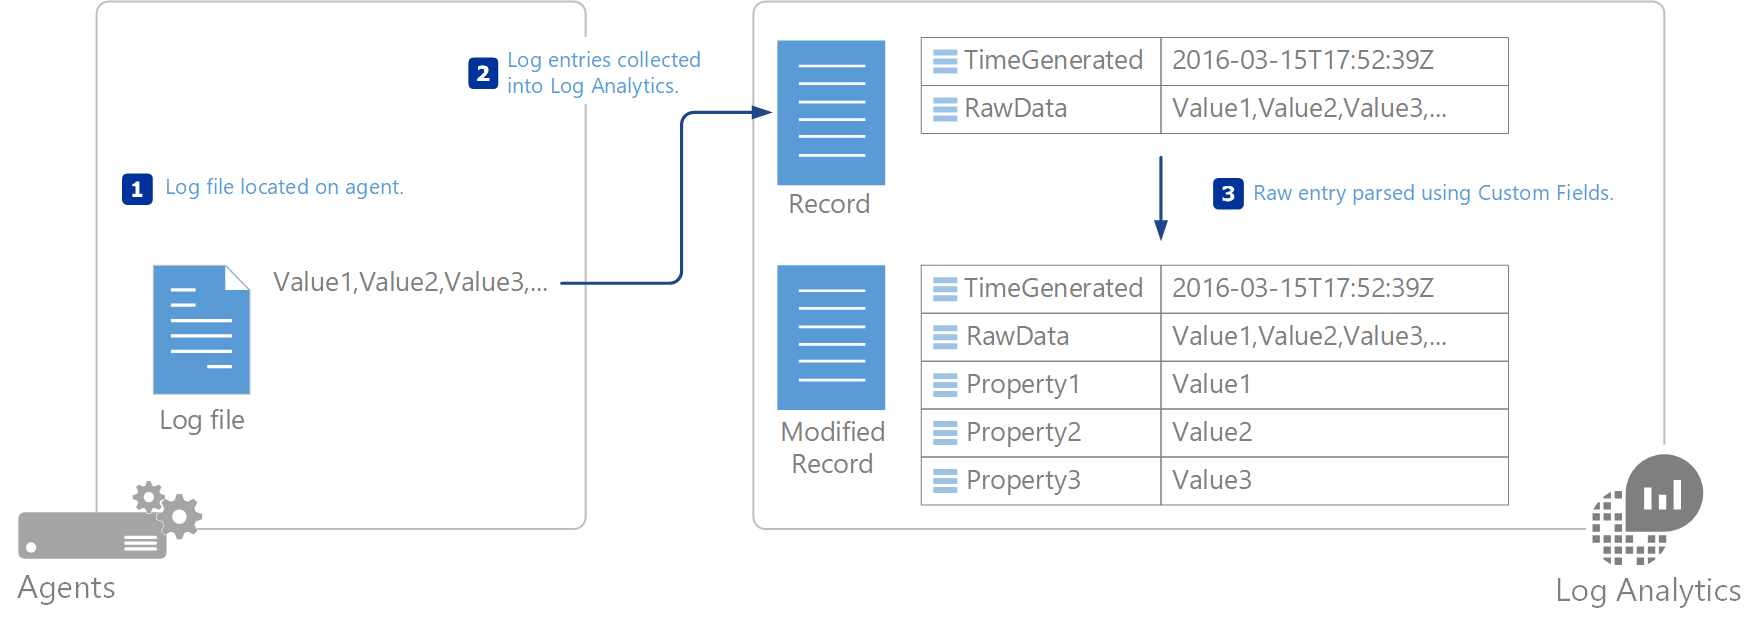 1 Log file located on agent.
Log file
Value1,Value2,Value3,...
Agents
2 Log entries collected
into Log Analytics.
Record
TimeGenerated 2016-03-15T17:52:39Z
RawData Value1,Value2,Value3,...
3 Raw entry parsed using Custom Fields.
Modified
Record
TimeGenerated 2016-03-15T17:52:39Z
RawData Value1,Value2,Value3,...
Property1 Value1
Property2 Value2
Property3 Value3
Log Analytics